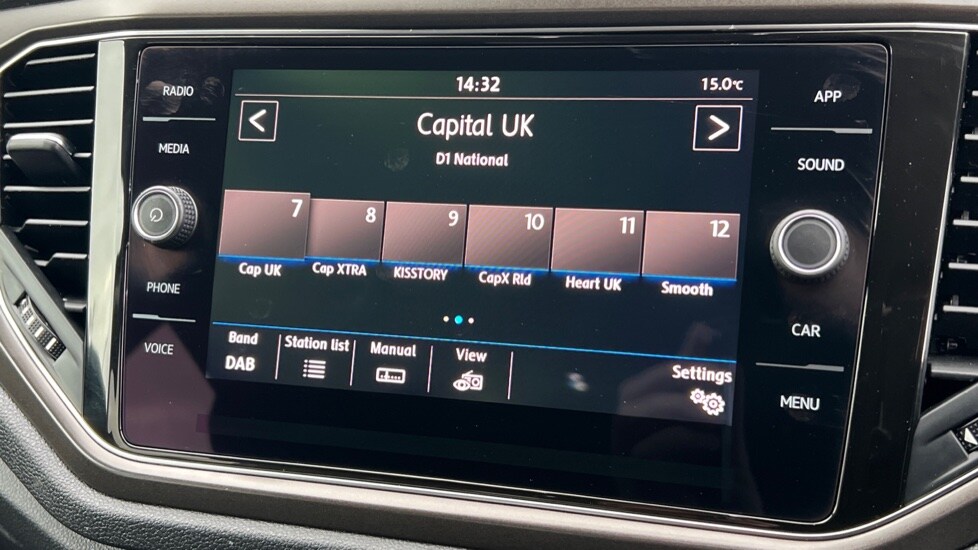 RADIO
MEDIA
PHONE
VOICE
14:32
15.0°C
<
Capital UK
>
D1 National
7
8
9
10
11
12
Cap UK
Cap XTRA
KISSTORY
CapX Rld
Heart UK
Smooth
Band
DAB
Station list
Manual
View
Settings
APP
SOUND
CAR
MENU